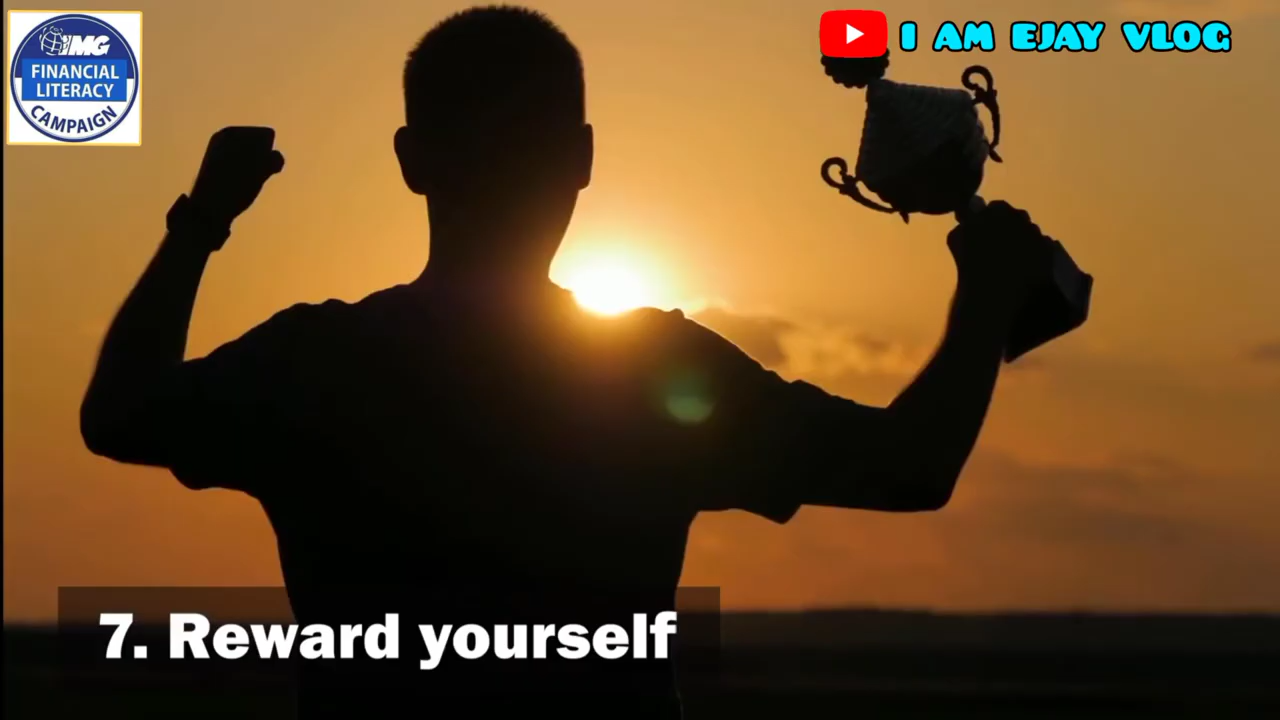 IMG
FINANCIAL
LITERACY
CAMPAIGN
I AM EJAY VLOG
7. Reward yourself